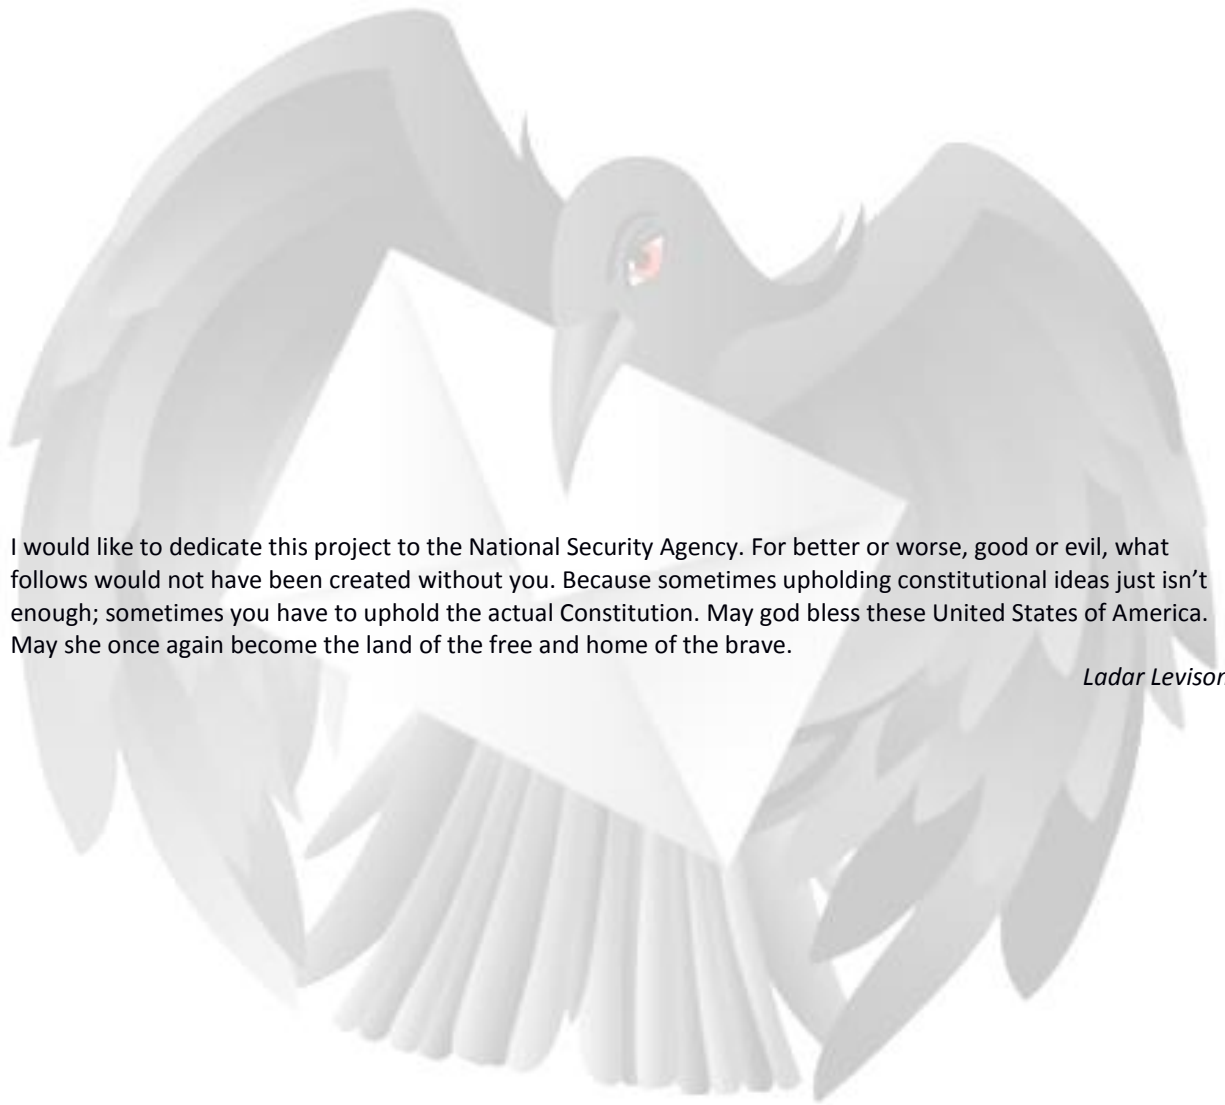 I would like to dedicate this project to the National Security Agency. For better or worse, good or evil, what
follows would not have been created without you. Because sometimes upholding constitutional ideas just isn’t
enough; sometimes you have to uphold the actual Constitution. May god bless these United States of America.
May she once again become the land of the free and home of the brave.
Ladar Levison